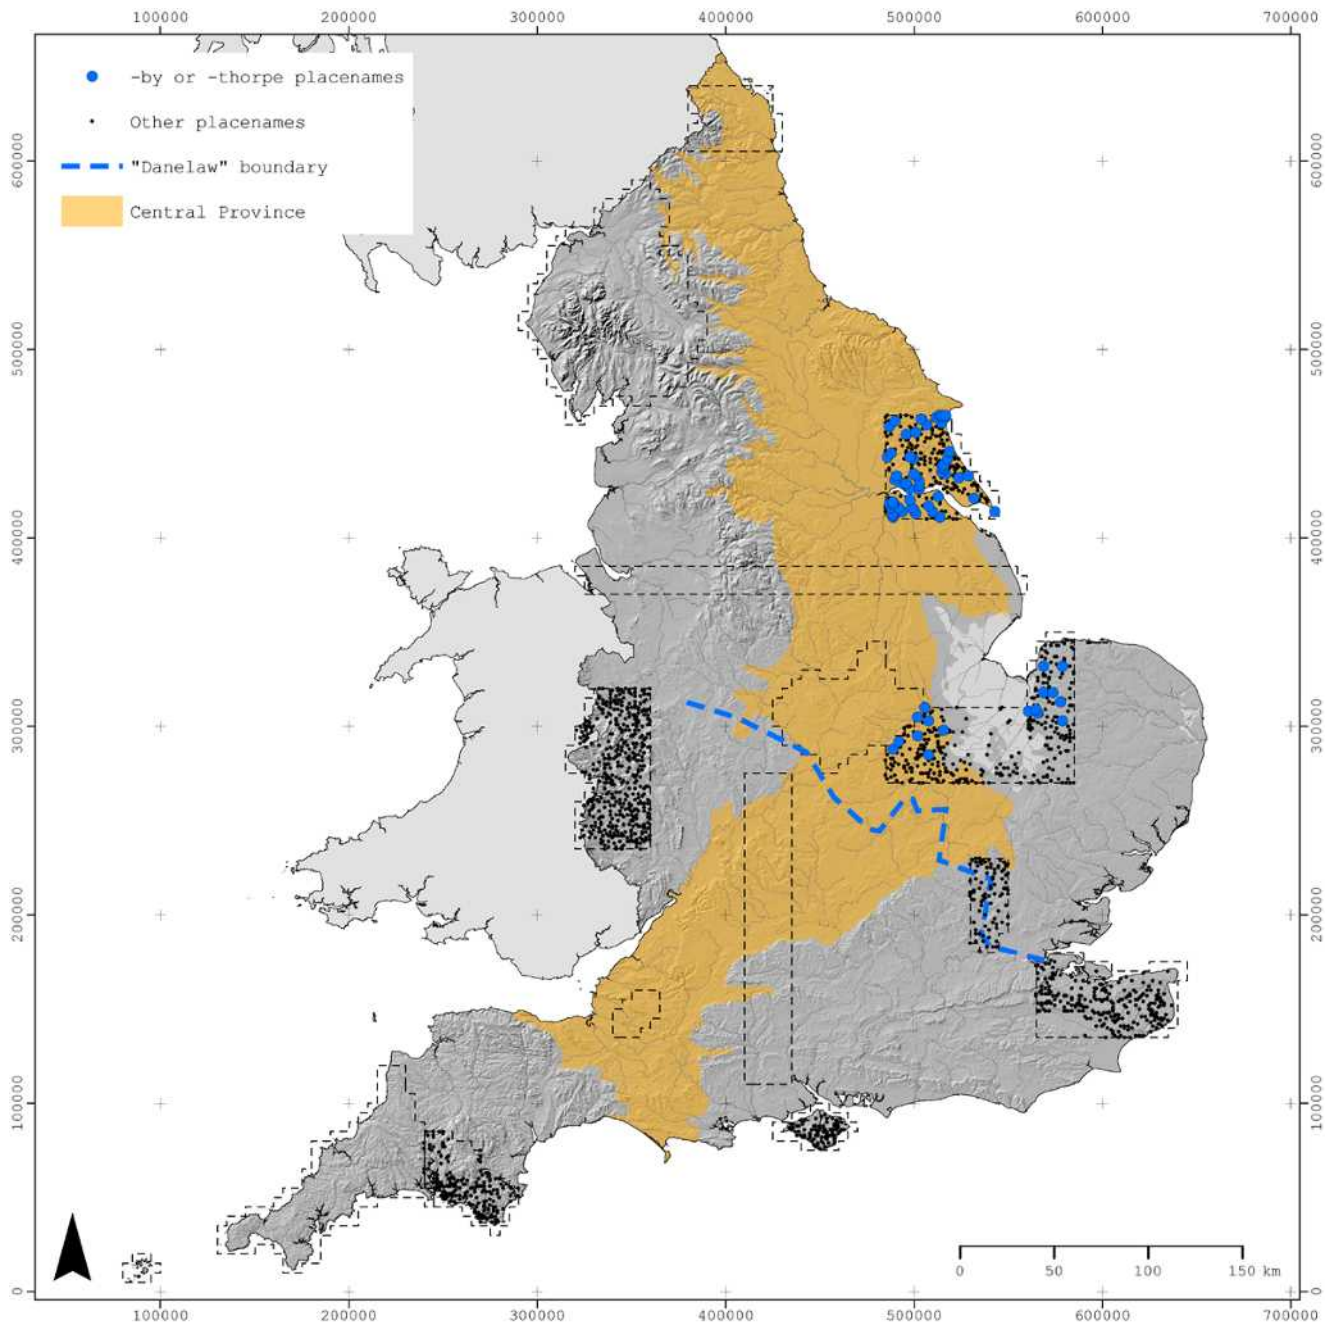 100000 200000 300000 400000 500000 600000 700000
-by or -thorpe placenames
Other placenames
"Danelaw" boundary
Central Province
600000 600000
500000 500000
400000 400000
300000 300000
200000 200000
100000 100000
0 50 100 150 km
0 0
100000 200000 300000 400000 500000 600000 700000